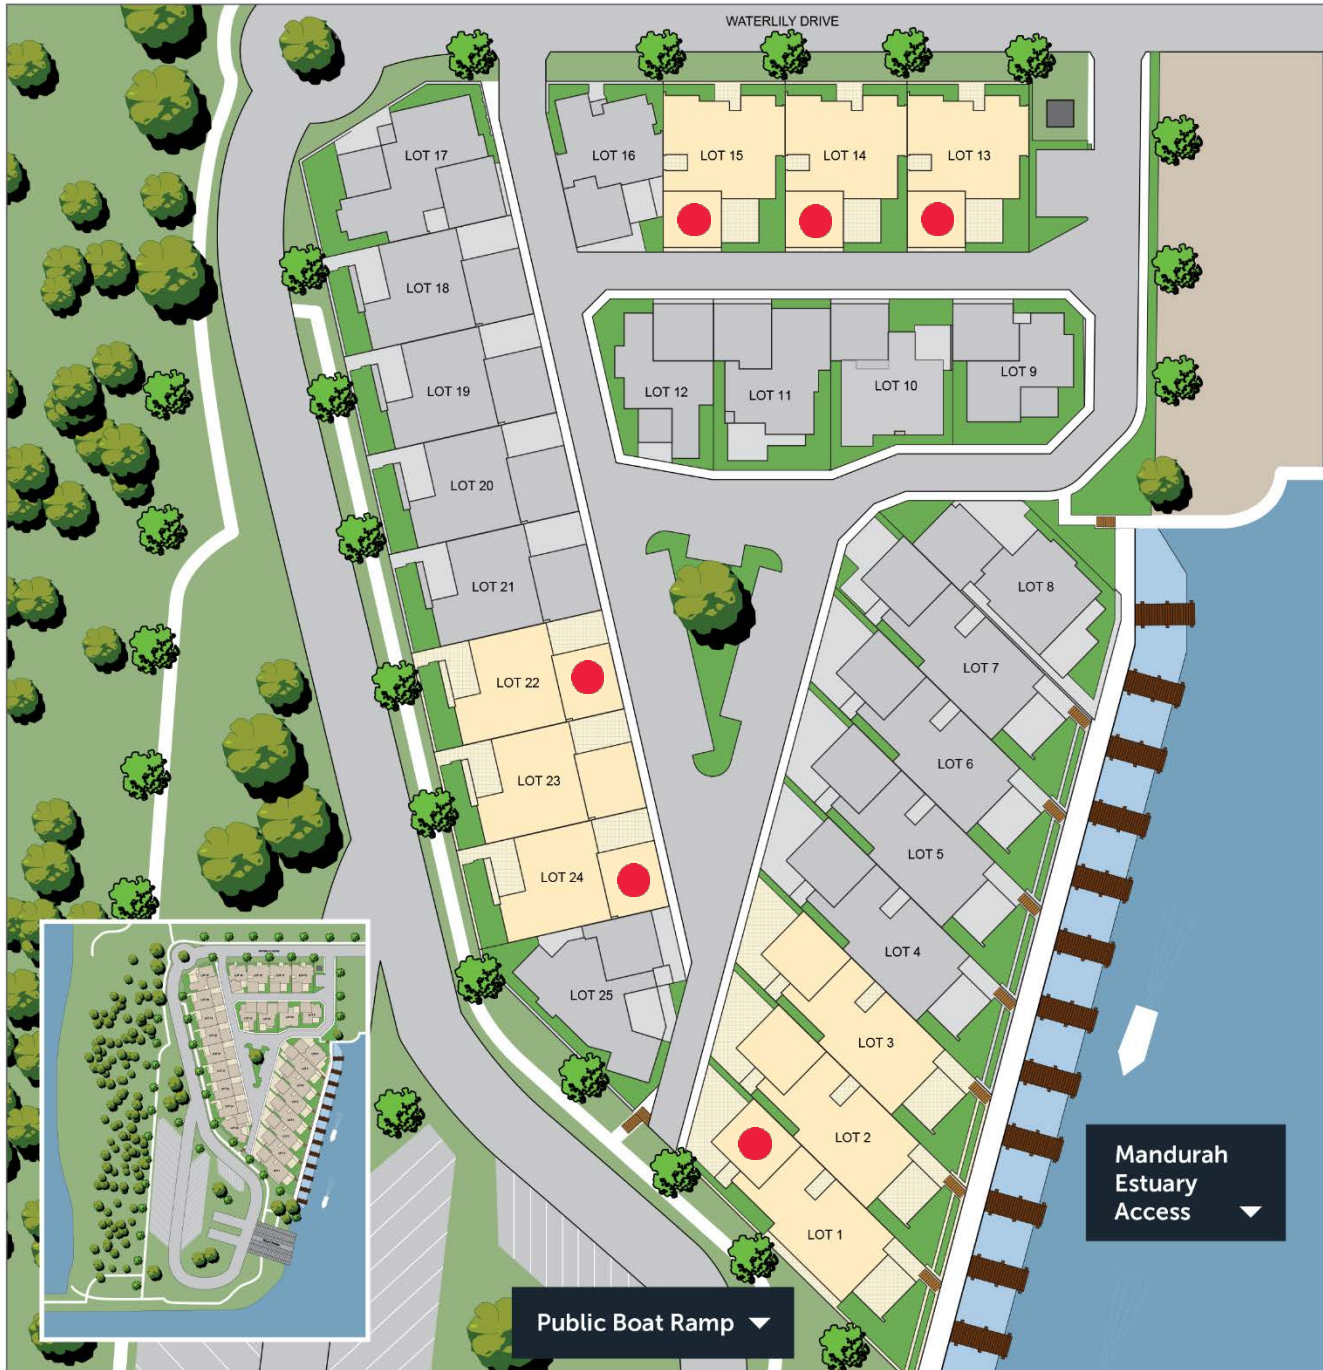 WATERLILY DRIVE
LOT 17
LOT 16
LOT 15
LOT 14
LOT 13
LOT 18
LOT 19
LOT 12
LOT 11
LOT 10
LOT 9
LOT 20
LOT 21
LOT 8
LOT 7
LOT 22
LOT 6
LOT 23
LOT 5
LOT 24
LOT 4
LOT 25
LOT 3
LOT 2
LOT 1
Mandurah
Estuary
Access
Public Boat Ramp